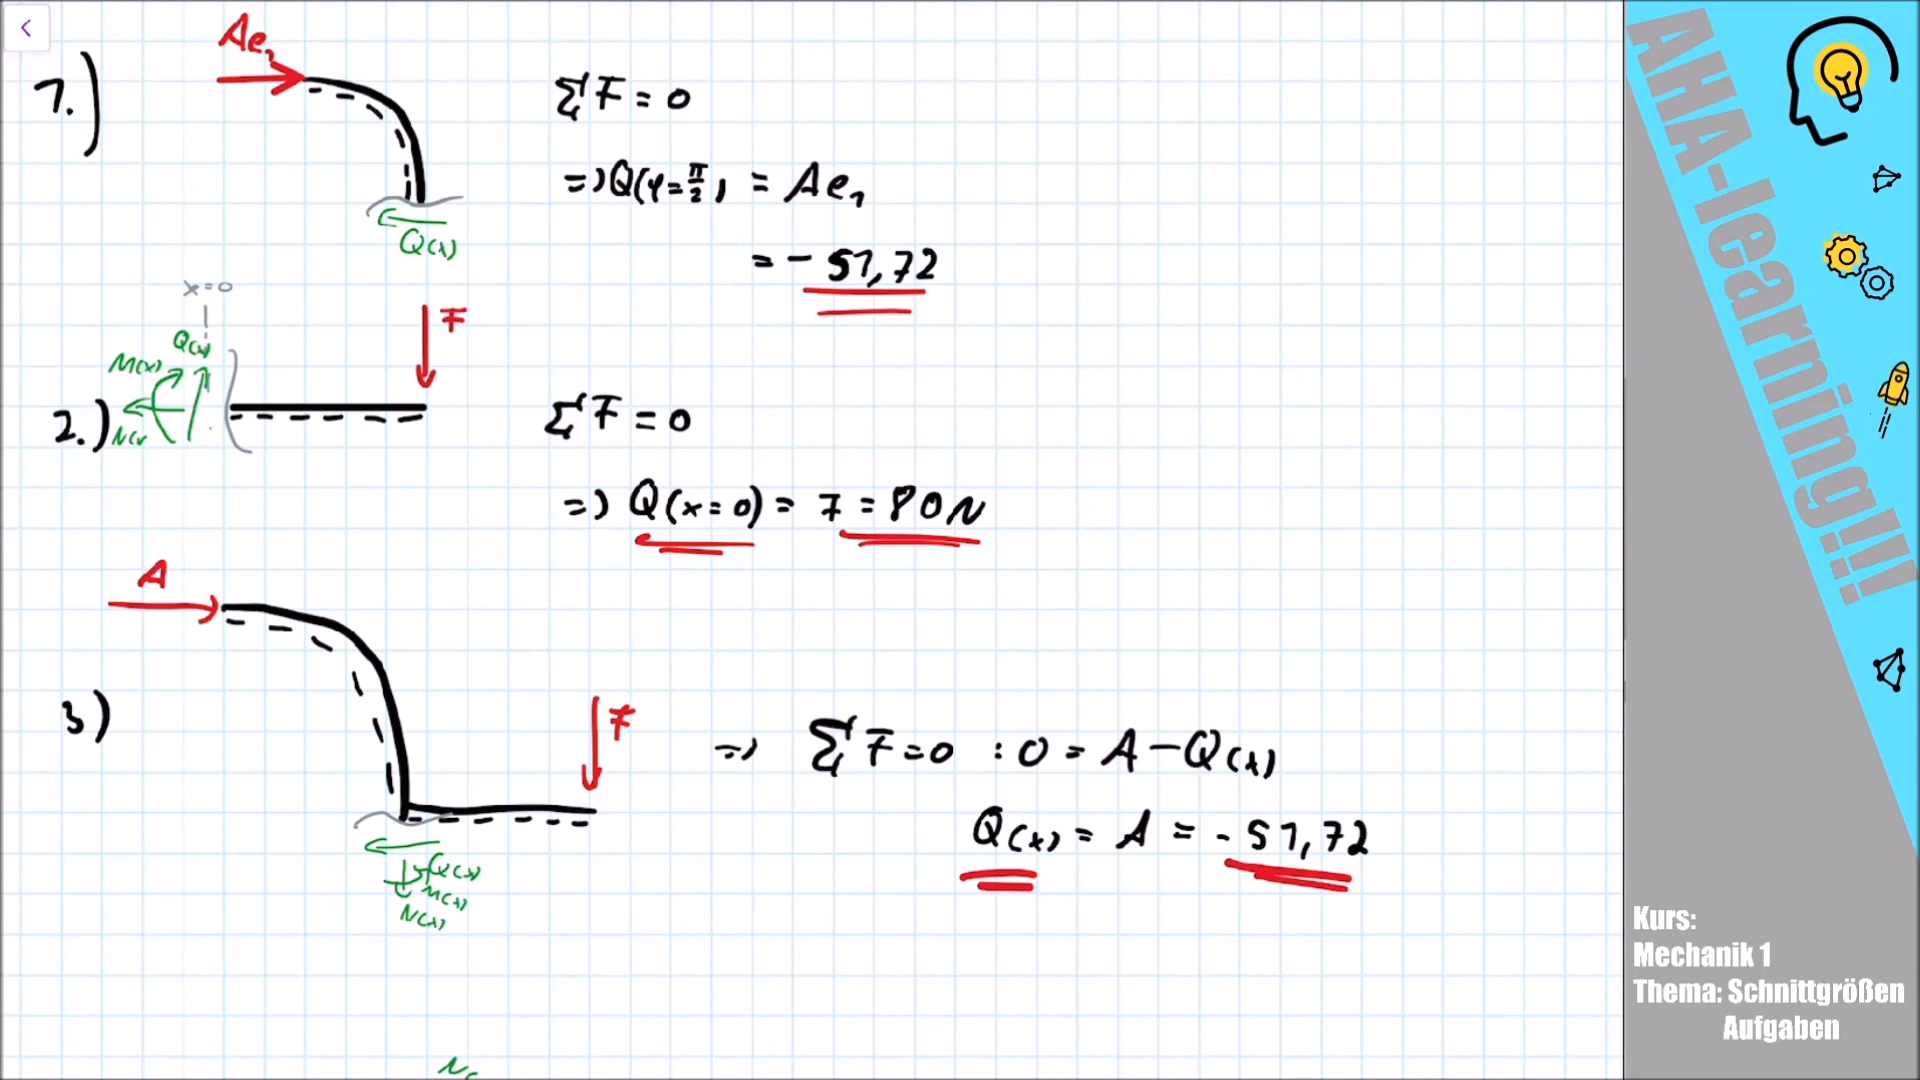 1.)
Ae₁
Q(x)
ΣF = 0
=> Q(φ=π/2) = Ae₁
= - 51,72
x=0
Q(x)
M(x)
N(x
F
2.)
ΣF = 0
=> Q(x=0) = F = 80N
A
3)
F
=> ΣF=0 : 0 = A - Q(x)
Q(x) = A = - 51,72
Q(x)
M(x)
N(x)
AHA-learning!!!
Kurs:
Mechanik 1
Thema: Schnittgrößen
Aufgaben